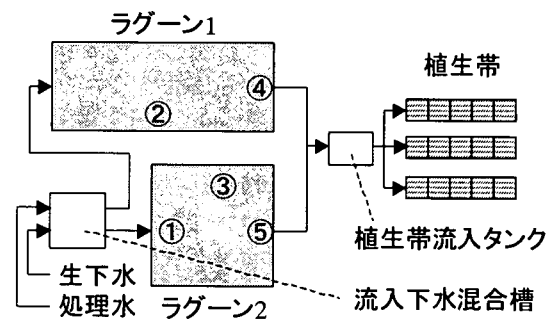 ラグーン1
植生帯
④
②
③
①
⑤
植生帯流入タンク
生下水
処理水
ラグーン2
流入下水混合槽